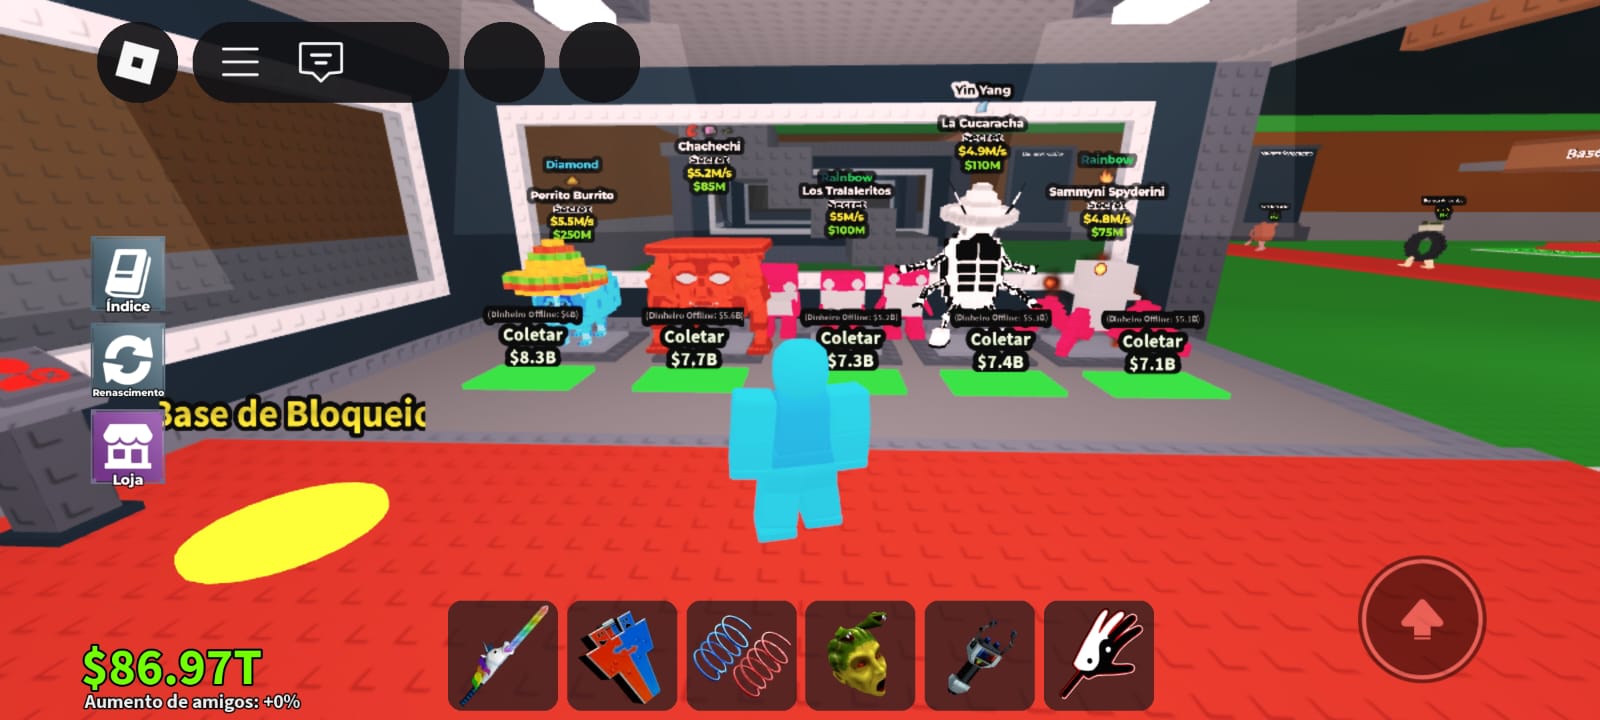 Yin Yang
La Cucaracha
Secret
$4.9M/s
$110M
Chachechi
Secret
$5.2M/s
$85M
Diamond
Perrito Burrito
Secret
$5.5M/s
$250M
Rainbow
Los Tralaleritos
Secret
$5M/s
$100M
Rainbow
Sammyni Spyderini
Secret
$4.8M/s
$75M
Base
(Dinheiro Offline: $6B)
Coletar
$8.3B
(Dinheiro Offline: $5.6B)
Coletar
$7.7B
(Dinheiro Offline: $5.2B)
Coletar
$7.3B
(Dinheiro Offline: $5.3B)
Coletar
$7.4B
(Dinheiro Offline: $5.1B)
Coletar
$7.1B
Índice
Renascimento
Loja
Base de Bloqueio
$86.97T
Aumento de amigos: +0%